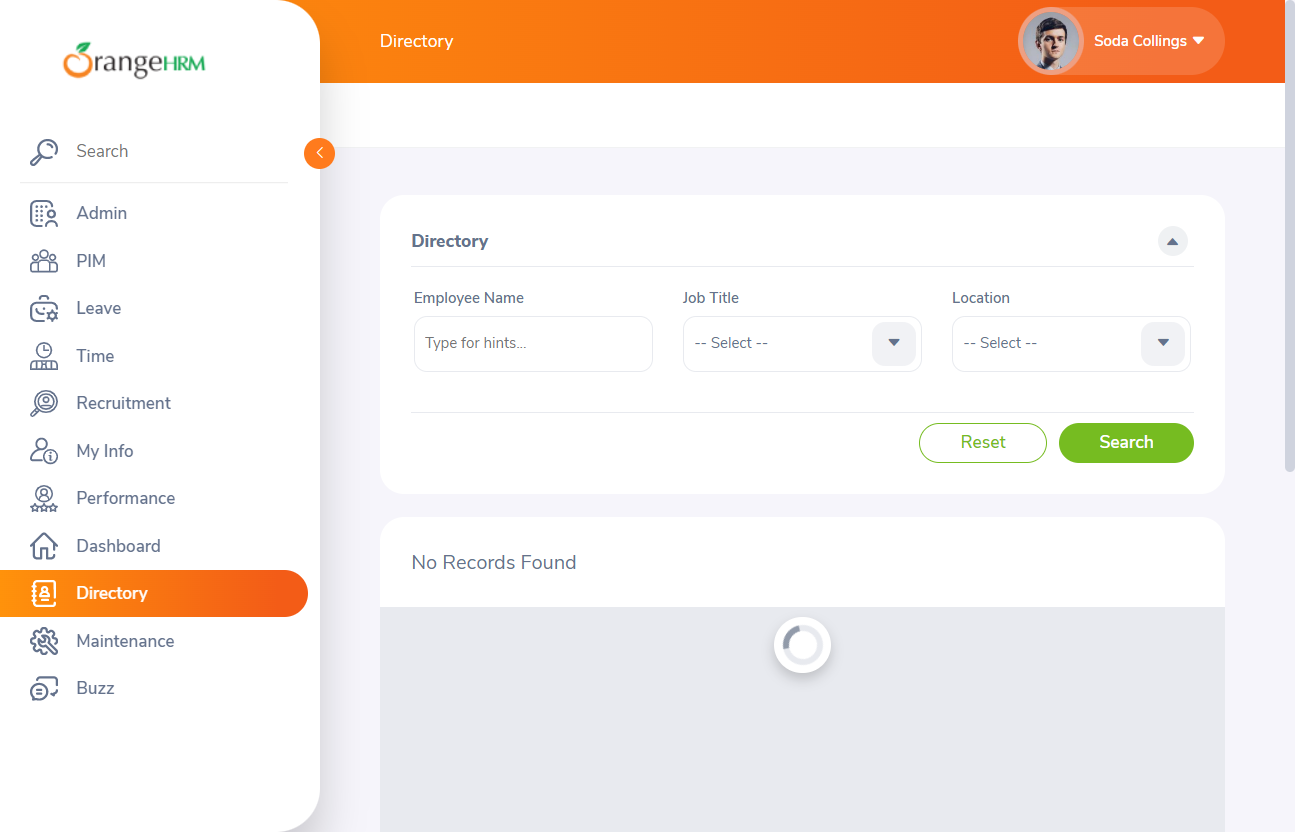 OrangeHRM
Directory
Soda Collings
Search
Admin
PIM
Leave
Time
Recruitment
My Info
Performance
Dashboard
Directory
Maintenance
Buzz
Directory
Employee Name
Job Title
Location
Type for hints...
-- Select --
-- Select --
Reset
Search
No Records Found